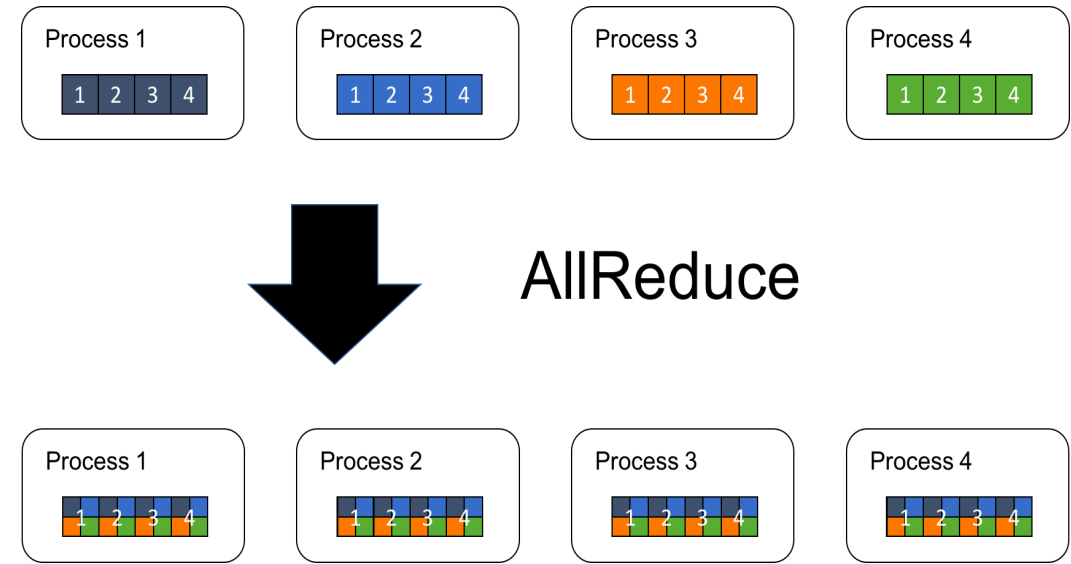 Process 1
1 2 3 4
Process 2
1 2 3 4
Process 3
1 2 3 4
Process 4
1 2 3 4
AllReduce
Process 1
1 2 3 4
Process 2
1 2 3 4
Process 3
1 2 3 4
Process 4
1 2 3 4